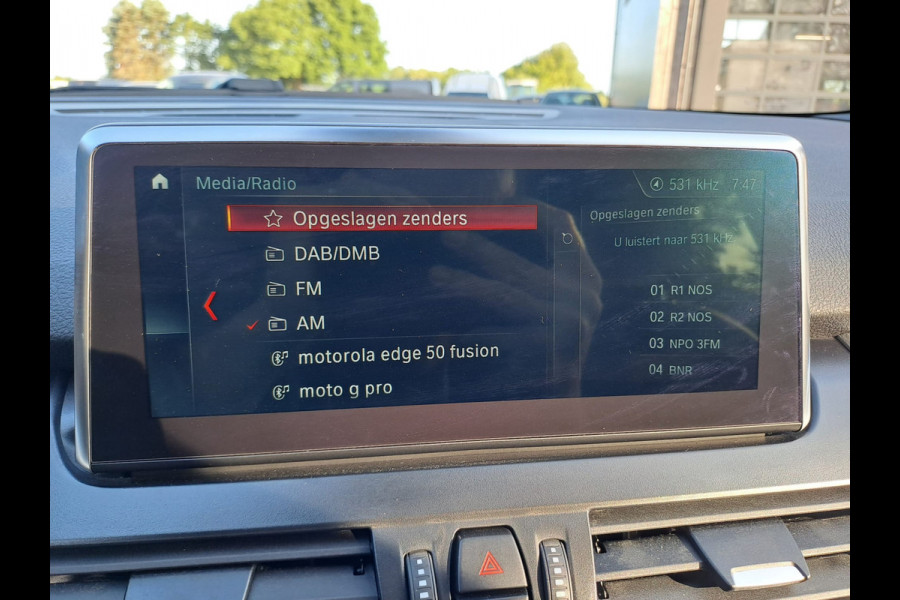 Media/Radio
531 kHz 7:47
Opgeslagen zenders
DAB/DMB
FM
AM
motorola edge 50 fusion
moto g pro
Opgeslagen zenders
U luistert naar 531 kHz
01 R1 NOS
02 R2 NOS
03 NPO 3FM
04 BNR